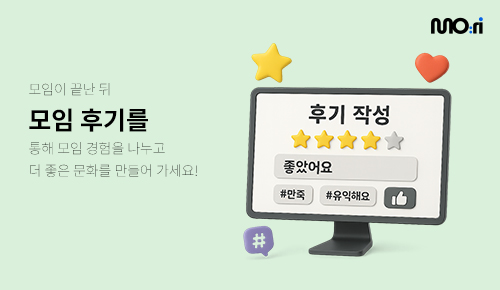 MO:ri
모임이 끝난 뒤
모임 후기를
통해 모임 경험을 나누고
더 좋은 문화를 만들어 가세요!
후기 작성
좋았어요
#만족 #유익해요
#